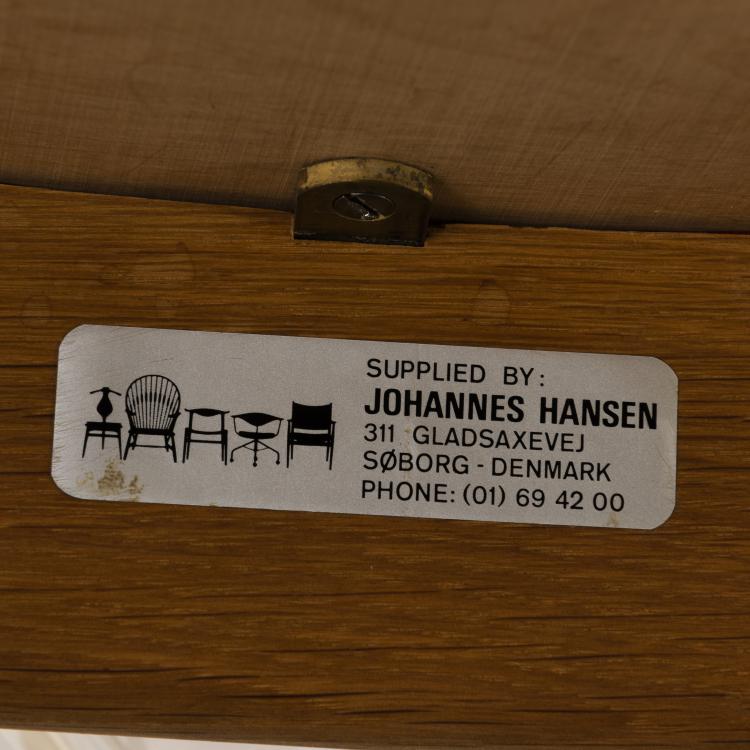 SUPPLIED BY:
JOHANNES HANSEN
311 GLADSAXEVEJ
SØBORG - DENMARK
PHONE: (01) 69 42 00